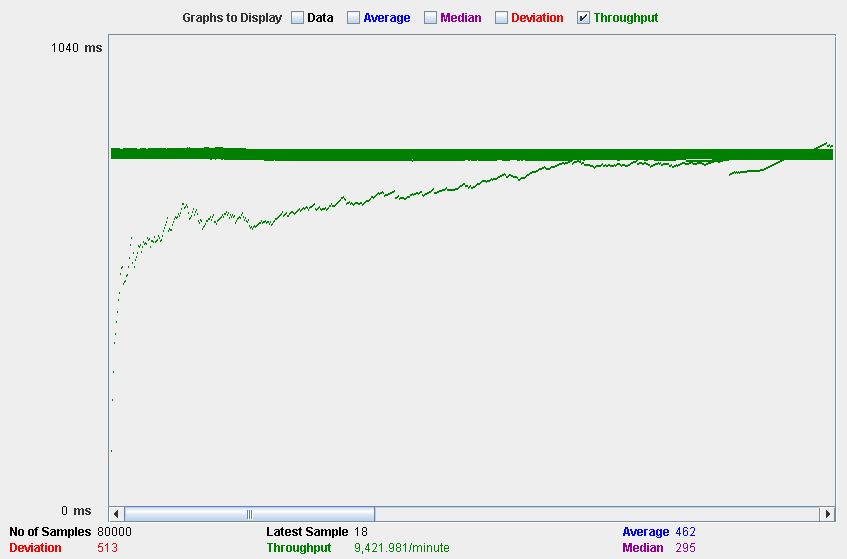 Graphs to Display Data Average Median Deviation Throughput
1040 ms
0 ms
No of Samples 80000 Latest Sample 18 Average 462
Deviation 513 Throughput 9,421.981/minute Median 295